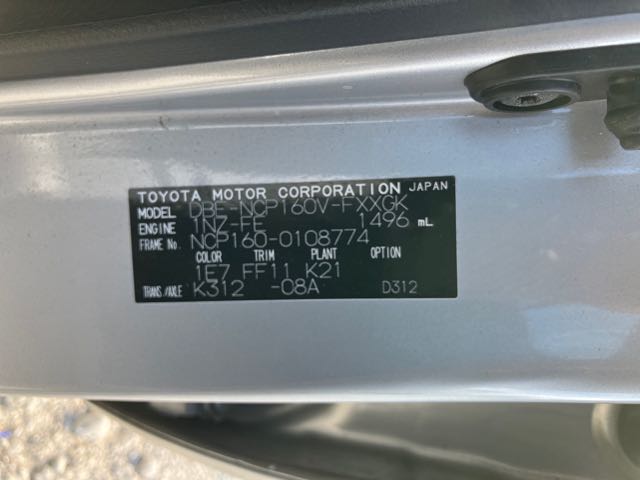 TOYOTA MOTOR CORPORATION JAPAN
MODEL DBE-NCP160V-FXXGK
ENGINE 1NZ-FE 1496 mL
FRAME No. NCP160-0108774
COLOR TRIM PLANT OPTION
1E7 FF11 K21
TRANS/AXLE K312 -08A D312